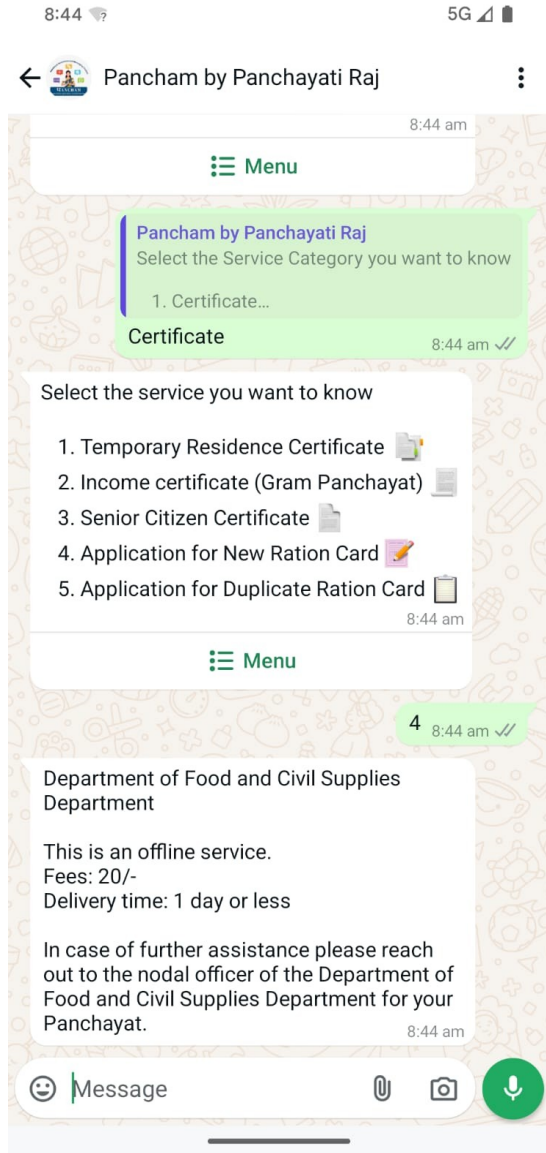 8:44
5G
Pancham by Panchayati Raj
MANCHAN
8:44 am
Menu
Pancham by Panchayati Raj
Select the Service Category you want to know
1. Certificate...
Certificate
8:44 am
Select the service you want to know
1. Temporary Residence Certificate
2. Income certificate (Gram Panchayat)
3. Senior Citizen Certificate
4. Application for New Ration Card
5. Application for Duplicate Ration Card
8:44 am
Menu
4
8:44 am
Department of Food and Civil Supplies
Department
This is an offline service.
Fees: 20/-
Delivery time: 1 day or less
In case of further assistance please reach
out to the nodal officer of the Department of
Food and Civil Supplies Department for your
Panchayat.
8:44 am
Message